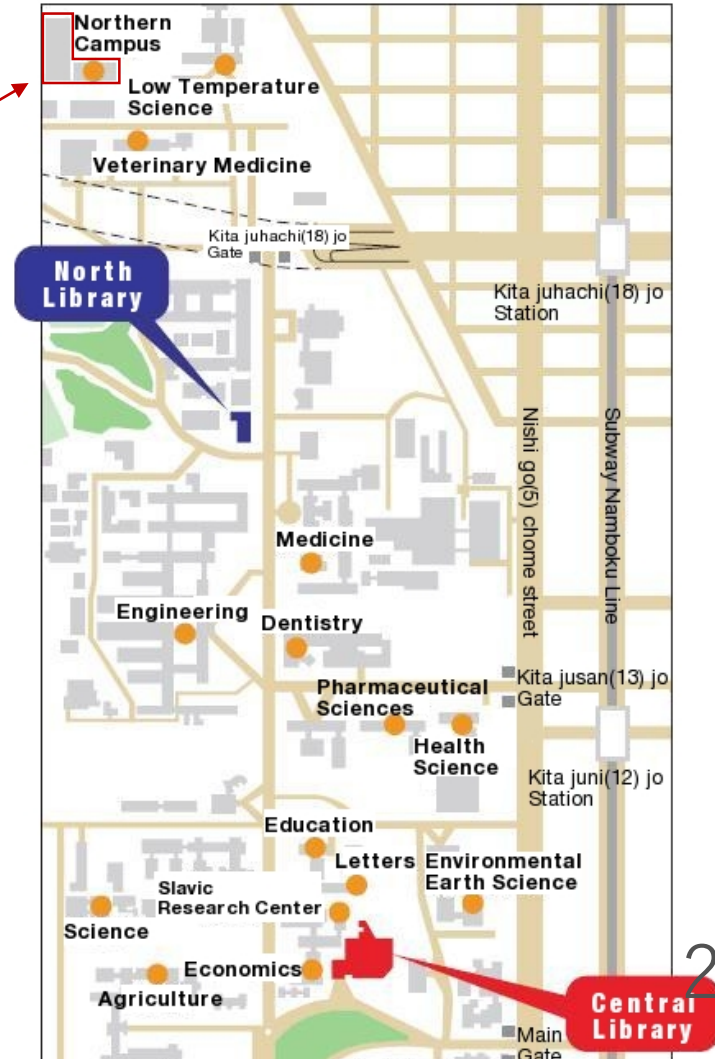 Northern
Campus
Low Temperature
Science
Veterinary Medicine
Kita juhachi(18) jo
Gate
North
Library
Kita juhachi(18) jo
Station
Nishi go(5) chome street
Subway Namboku Line
Medicine
Engineering
Dentistry
Kita jusan(13) jo
Gate
Pharmaceutical
Sciences
Health
Science
Kita juni(12) jo
Station
Education
Letters
Environmental
Earth Science
Slavic
Research Center
Science
Economics
Agriculture
2
Central
Library
Main
Gate